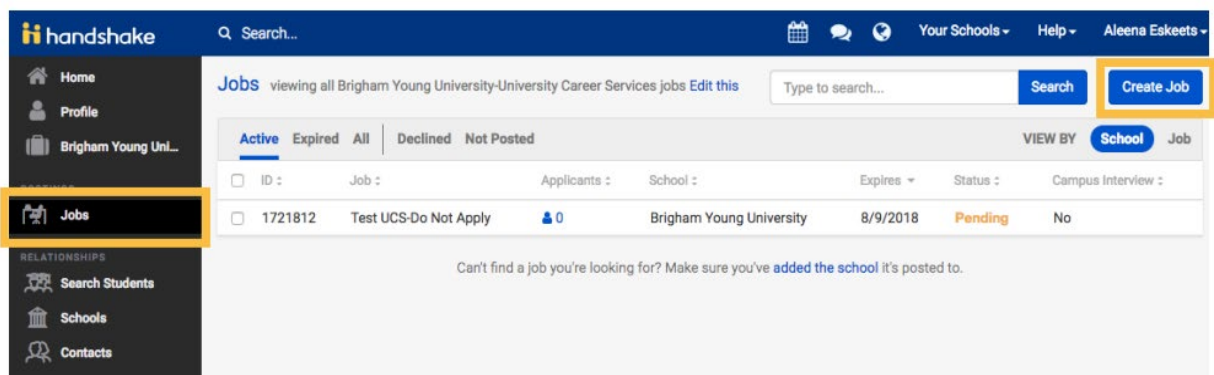 handshake
Search...
Your Schools
Help
Aleena Eskeets
Home
Profile
Brigham Young Uni...
Jobs
RELATIONSHIPS
Search Students
Schools
Contacts
Jobs viewing all Brigham Young University-University Career Services jobs Edit this
Type to search...
Search
Create Job
Active Expired All Declined Not Posted
VIEW BY School Job
ID Job Applicants School Expires Status Campus Interview
1721812 Test UCS-Do Not Apply 0 Brigham Young University 8/9/2018 Pending No
Can't find a job you're looking for? Make sure you've added the school it's posted to.